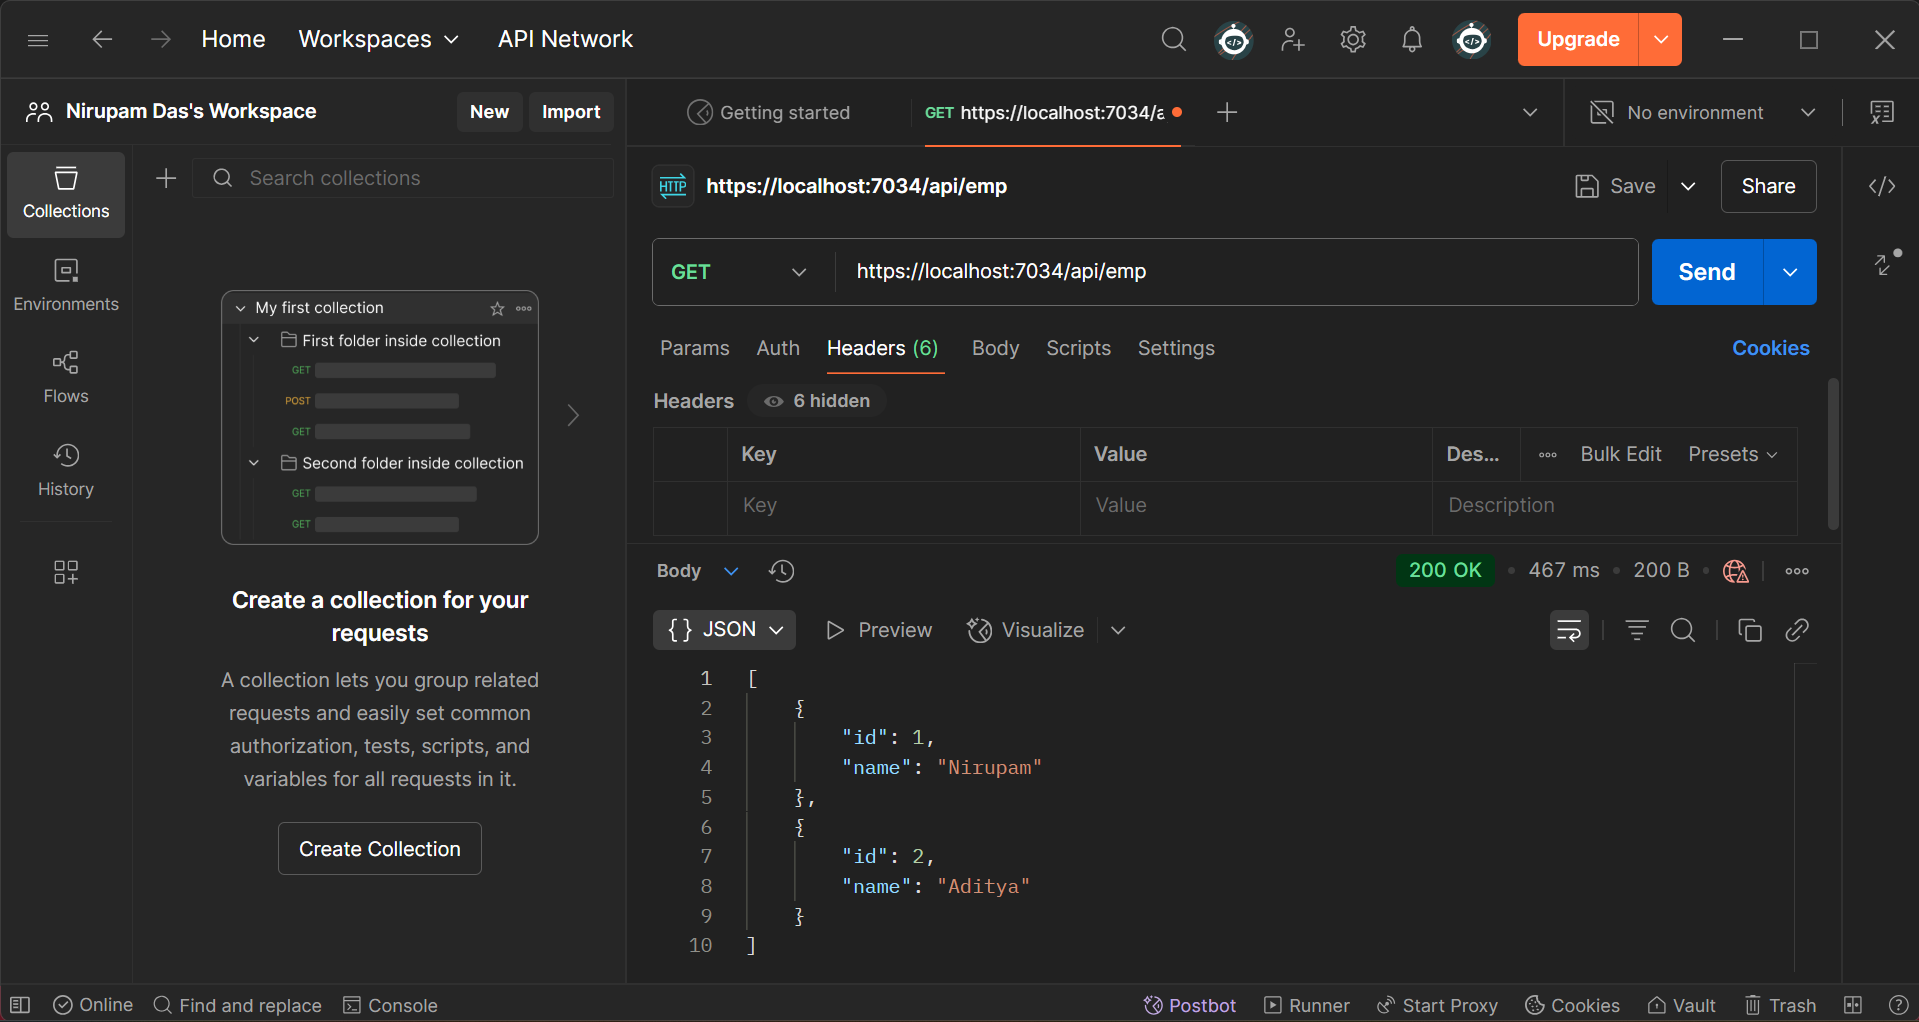 Home Workspaces API Network Upgrade
Nirupam Das's Workspace New Import
Getting started GET https://localhost:7034/a No environment
Collections
Environments
Flows
History
Search collections
My first collection
First folder inside collection
GET
POST
GET
Second folder inside collection
GET
GET
Create a collection for your
requests
A collection lets you group related
requests and easily set common
authorization, tests, scripts, and
variables for all requests in it.
Create Collection
HTTP https://localhost:7034/api/emp Save Share
GET https://localhost:7034/api/emp Send
Params Auth Headers (6) Body Scripts Settings Cookies
Headers 6 hidden
Key Value Des... Bulk Edit Presets
Key Value Description
Body 200 OK 467 ms 200 B
{} JSON Preview Visualize
1 [
2 {
3 "id": 1,
4 "name": "Nirupam"
5 },
6 {
7 "id": 2,
8 "name": "Aditya"
9 }
10 ]
Online Find and replace Console Postbot Runner Start Proxy Cookies Vault Trash